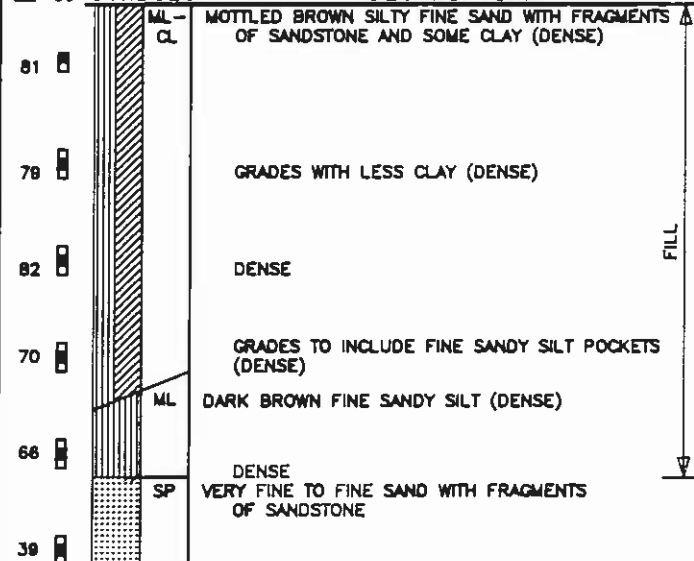 ML-
CL
MOTTLED BROWN SILTY FINE SAND WITH FRAGMENTS
OF SANDSTONE AND SOME CLAY (DENSE)
81
79
GRADES WITH LESS CLAY (DENSE)
FILL
82
DENSE
70
GRADES TO INCLUDE FINE SANDY SILT POCKETS
(DENSE)
ML
DARK BROWN FINE SANDY SILT (DENSE)
66
DENSE
SP
VERY FINE TO FINE SAND WITH FRAGMENTS
OF SANDSTONE
39